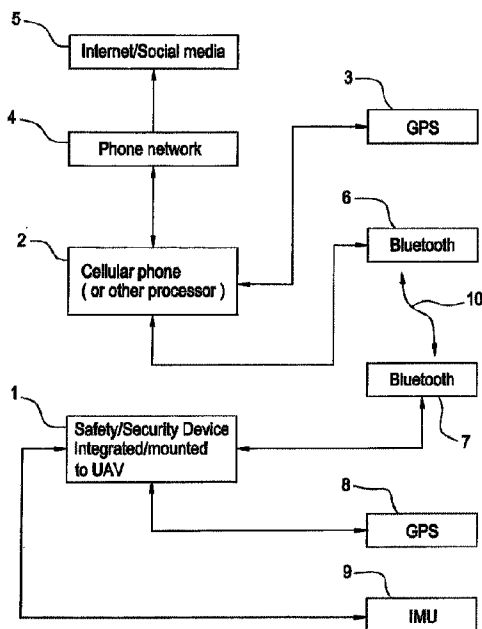 5
Internet/Social media
3
4
GPS
Phone network
6
2
Bluetooth
Cellular phone
( or other processor )
10
Bluetooth
1
7
Safety/Security Device
Integrated/mounted
to UAV
8
GPS
9
IMU